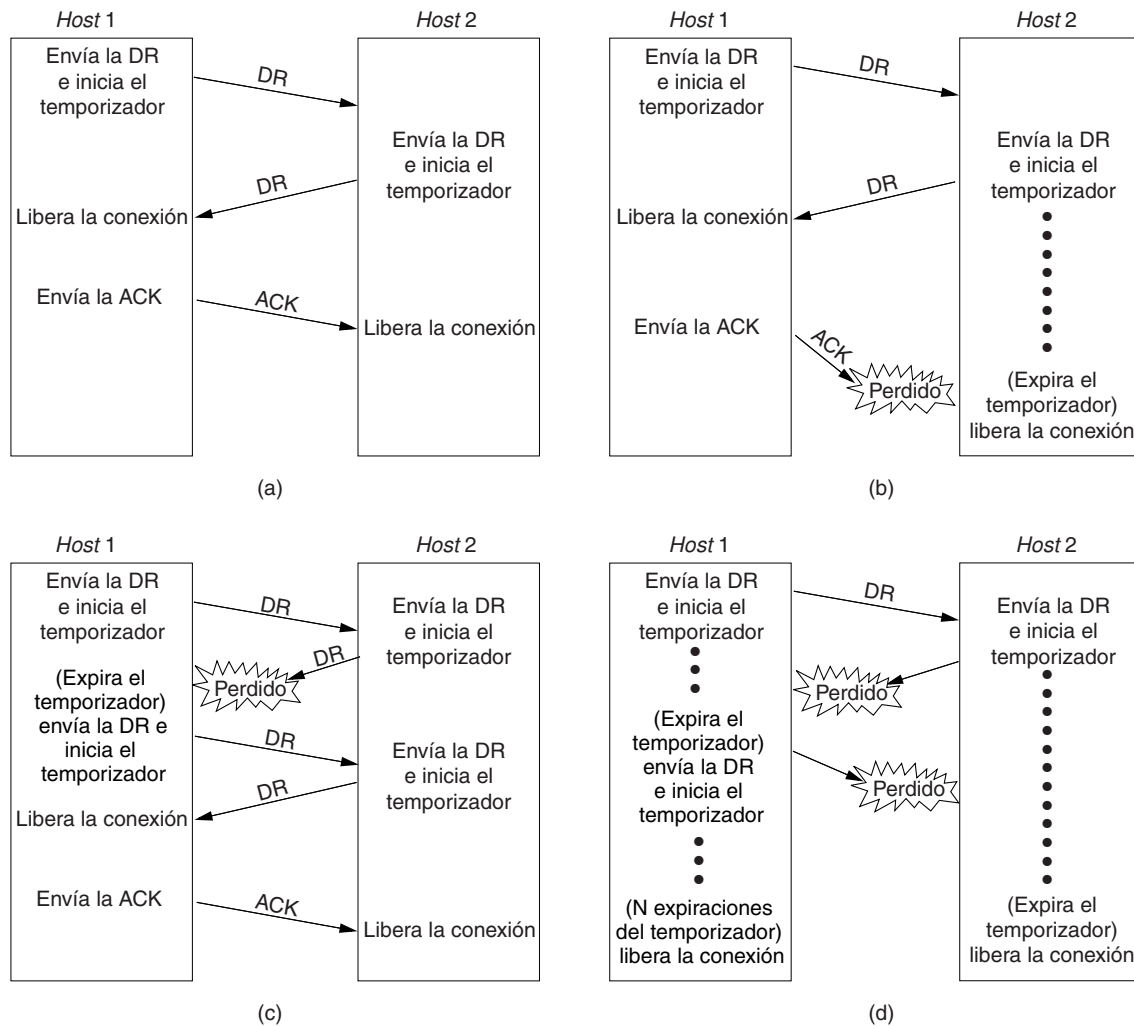 Host 1
Host 2
Envía la DR
e inicia el
temporizador
DR
Envía la DR
e inicia el
temporizador
DR
Libera la conexión
Envía la ACK
ACK
Libera la conexión
(a)
Host 1
Host 2
Envía la DR
e inicia el
temporizador
DR
Envía la DR
e inicia el
temporizador
DR
Libera la conexión
Envía la ACK
ACK
Perdido
(Expira el
temporizador)
libera la conexión
(b)
Host 1
Host 2
Envía la DR
e inicia el
temporizador
DR
Envía la DR
e inicia el
temporizador
DR
Perdido
(Expira el
temporizador)
envía la DR e
inicia el
temporizador
DR
Envía la DR
e inicia el
temporizador
DR
Libera la conexión
Envía la ACK
ACK
Libera la conexión
(c)
Host 1
Host 2
Envía la DR
e inicia el
temporizador
DR
Envía la DR
e inicia el
temporizador
Perdido
(Expira el
temporizador)
envía la DR
e inicia el
temporizador
Perdido
(N expiraciones
del temporizador)
libera la conexión
(Expira el
temporizador)
libera la conexión
(d)